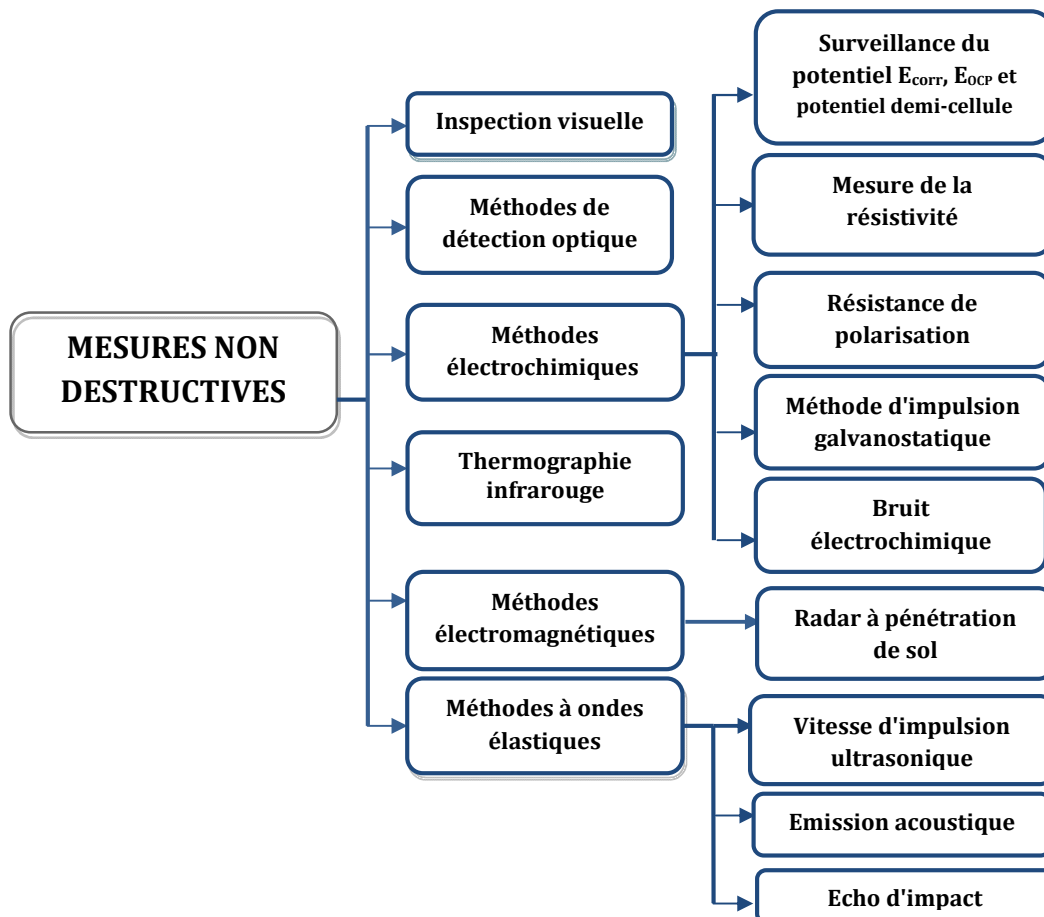 MESURES NON
DESTRUCTIVES
Inspection visuelle
Méthodes de
détection optique
Méthodes
électrochimiques
Thermographie
infrarouge
Méthodes
électromagnétiques
Méthodes à ondes
élastiques
Surveillance du
potentiel Ecorr, EOCP et
potentiel demi-cellule
Mesure de la
résistivité
Résistance de
polarisation
Méthode d'impulsion
galvanostatique
Bruit
électrochimique
Radar à pénétration
de sol
Vitesse d'impulsion
ultrasonique
Emission acoustique
Echo d'impact